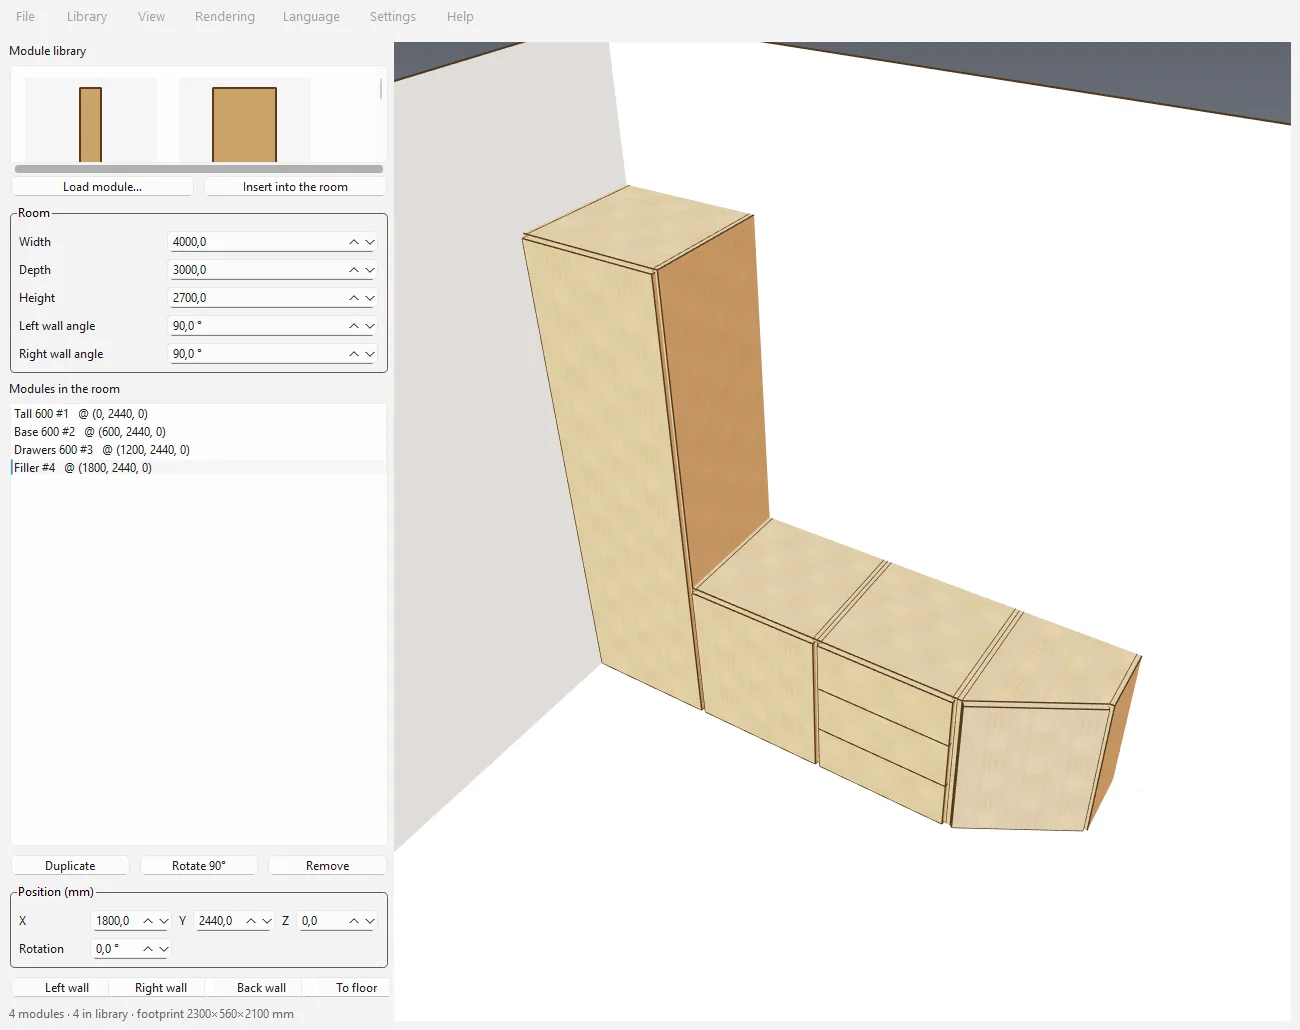 File Library View Rendering Language Settings Help
Module library
Load module... Insert into the room
Room
Width 4000,0
Depth 3000,0
Height 2700,0
Left wall angle 90,0 °
Right wall angle 90,0 °
Modules in the room
Tall 600 #1 @ (0, 2440, 0)
Base 600 #2 @ (600, 2440, 0)
Drawers 600 #3 @ (1200, 2440, 0)
Filler #4 @ (1800, 2440, 0)
Duplicate Rotate 90° Remove
Position (mm)
X 1800,0 Y 2440,0 Z 0,0
Rotation 0,0 °
Left wall Right wall Back wall To floor
4 modules · 4 in library · footprint 2300×560×2100 mm